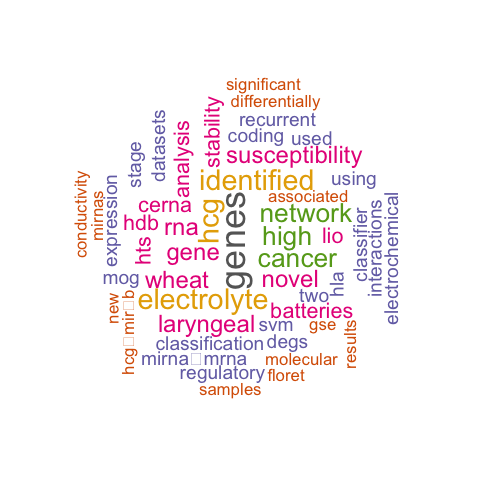 significant
differentially
recurrent
coding used
stability
analysis
datasets
stage
susceptibility
identified
using
associated
conductivity
mirnas
expression
cerna
hdb rna
hts
hcg
genes
network
high lio
cancer
classifier
interactions
electrochemical
gene
mog wheat
novel
hla
new
electrolyte
two
batteries
laryngeal svm gse
hcg□mir□b
classification degs
results
mirna□mrna molecular
regulatory floret
samples